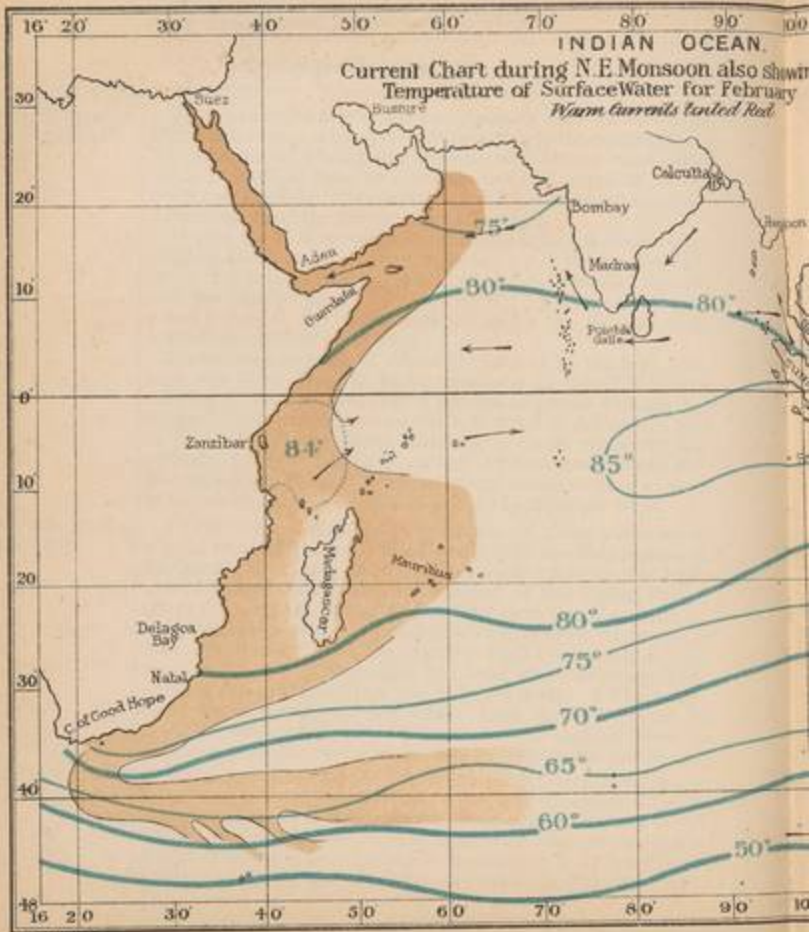 16° 20° 30° 40° 50° 60° 70° 80° 90° 100
INDIAN OCEAN.
Current Chart during N.E Monsoon also showin
Temperature of Surface Water for February
Warm Currents tinted Red
30
Suez
Bushire
Calcutta
20°
Bombay
75°
Aden
Madras
10°
Guardafui
80°
80°
Point de Galle
0°
Zanzibar
84°
85°
10°
Madagascar
Mauritius
20
Delagoa Bay
80°
75°
Natal
30
C. of Good Hope
70°
65°
40
60°
50°
48
16 20 30° 40 50 60° 70° 80° 90° 10